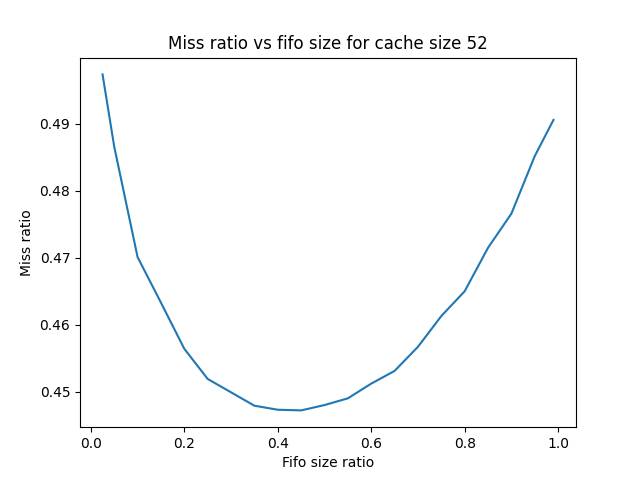 Miss ratio vs fifo size for cache size 52
0.49
0.48
0.47
0.46
0.45
Miss ratio
0.0 0.2 0.4 0.6 0.8 1.0
Fifo size ratio